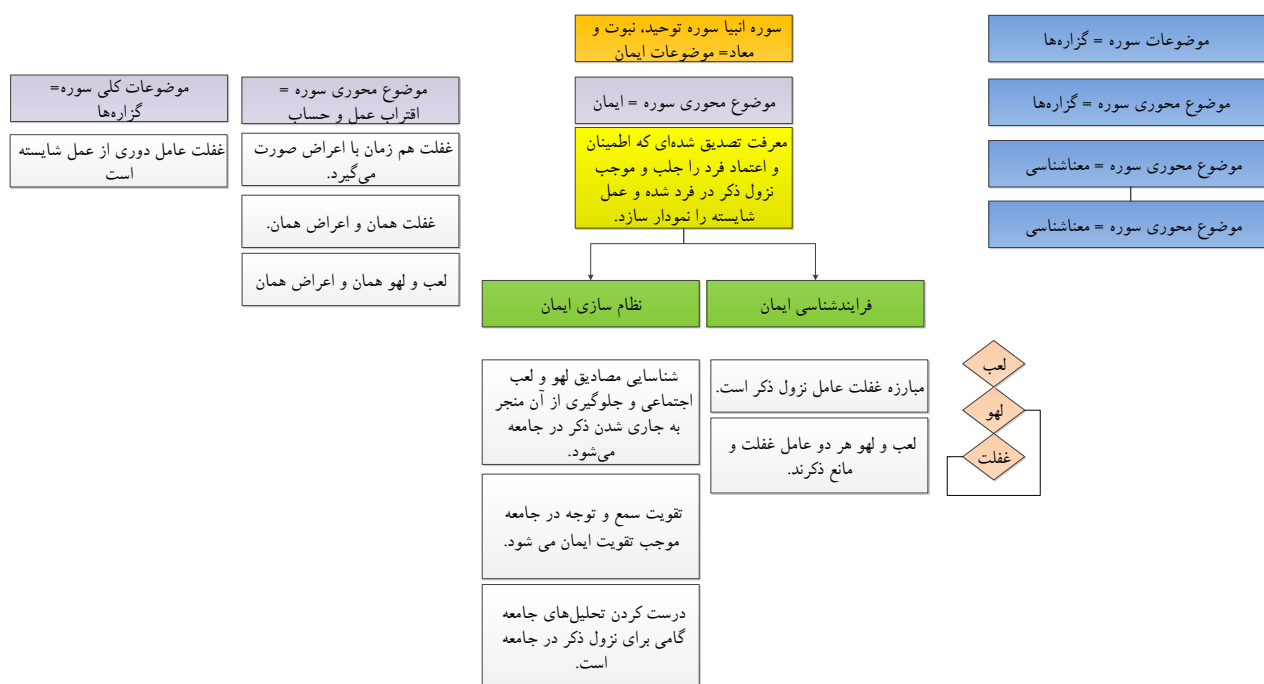 سوره انبیا سوره توحید، نبوت و
معاد= موضوعات ایمان
موضوعات سوره = گزاره‌ها
موضوع محوری سوره = گزاره‌ها
موضوع محوری سوره = معناشناسی
موضوع محوری سوره = معناشناسی
موضوع محوری سوره = ایمان
معرفت تصدیق شده‌ای که اطمینان
و اعتماد فرد را جلب و موجب
نزول ذکر در فرد شده و عمل
شایسته را نمودار سازد.
موضوع محوری سوره =
اقتراب عمل و حساب
غفلت هم زمان با اعراض صورت
می‌گیرد.
غفلت همان و اعراض همان.
لعب و لهو همان و اعراض همان
موضوعات کلی سوره=
گزاره‌ها
غفلت عامل دوری از عمل شایسته
است
فرایندشناسی ایمان
نظام سازی ایمان
مبارزه غفلت عامل نزول ذکر است.
لعب و لهو هر دو عامل غفلت و
مانع ذکرند.
شناسایی مصادیق لهو و لعب
اجتماعی و جلوگیری از آن منجر
به جاری شدن ذکر در جامعه
می‌شود.
تقویت سمع و توجه در جامعه
موجب تقویت ایمان می شود.
درست کردن تحلیل‌های جامعه
گامی برای نزول ذکر در جامعه
است.
لعب
لهو
غفلت